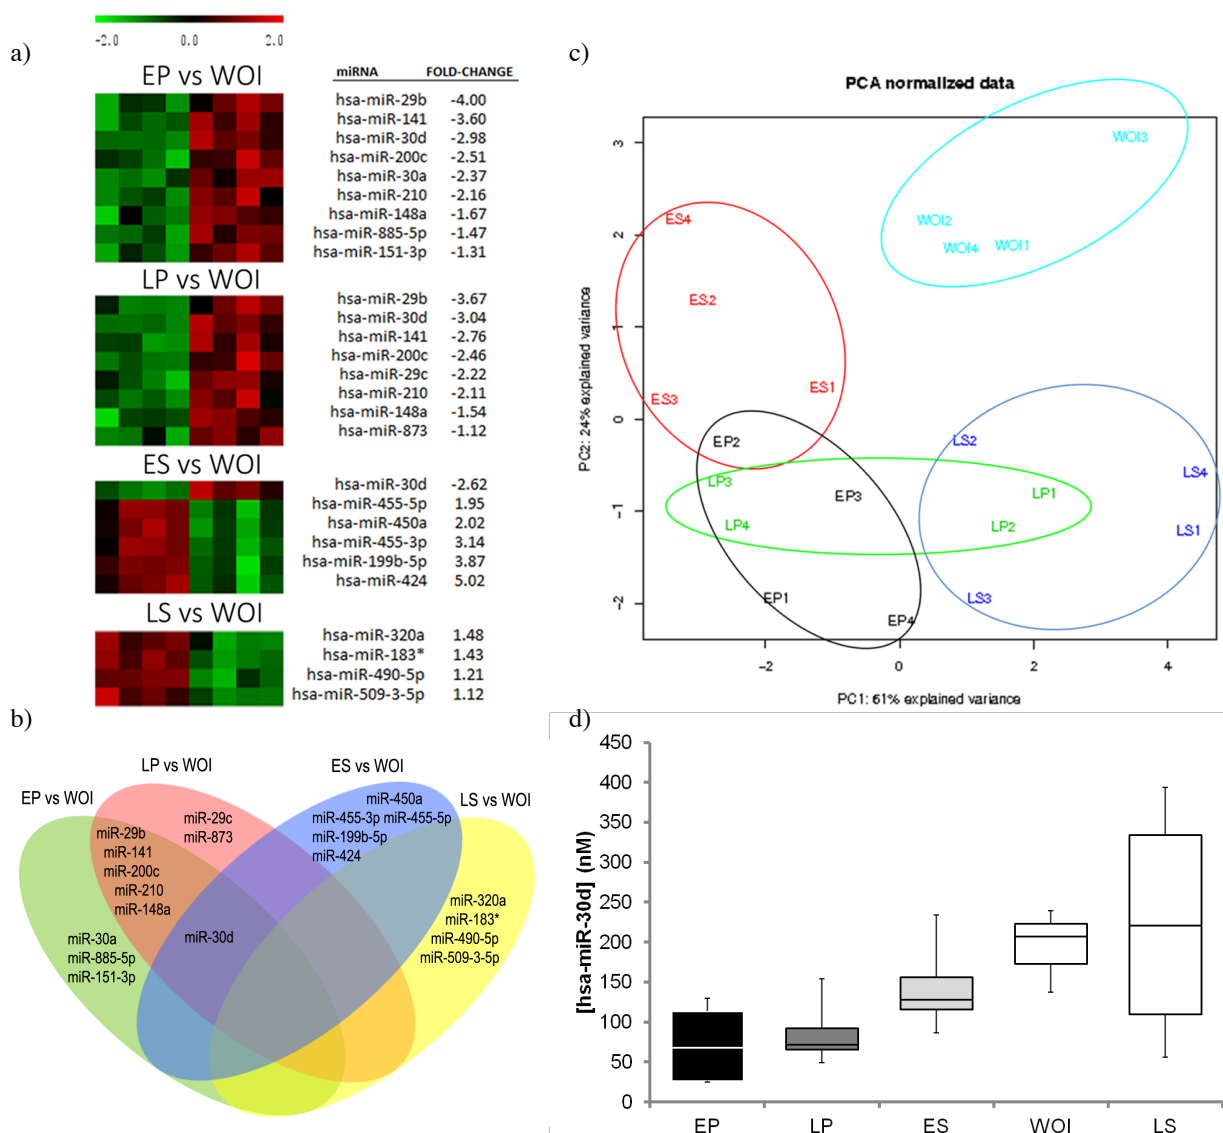 a)
-2.0 0.0 2.0
EP vs WOI
miRNA FOLD-CHANGE
hsa-miR-29b -4.00
hsa-miR-141 -3.60
hsa-miR-30d -2.98
hsa-miR-200c -2.51
hsa-miR-30a -2.37
hsa-miR-210 -2.16
hsa-miR-148a -1.67
hsa-miR-885-5p -1.47
hsa-miR-151-3p -1.31
LP vs WOI
hsa-miR-29b -3.67
hsa-miR-30d -3.04
hsa-miR-141 -2.76
hsa-miR-200c -2.46
hsa-miR-29c -2.22
hsa-miR-210 -2.11
hsa-miR-148a -1.54
hsa-miR-873 -1.12
ES vs WOI
hsa-miR-30d -2.62
hsa-miR-455-5p 1.95
hsa-miR-450a 2.02
hsa-miR-455-3p 3.14
hsa-miR-199b-5p 3.87
hsa-miR-424 5.02
LS vs WOI
hsa-miR-320a 1.48
hsa-miR-183* 1.43
hsa-miR-490-5p 1.21
hsa-miR-509-3-5p 1.12
c)
PCA normalized data
PC2: 24% explained variance
3
2
1
0
-1
-2
WOI3
WOI2
WOI4 WOI1
ES4
ES2
ES3
ES1
EP2
EP3
EP1
EP4
LP3
LP4
LP1
LP2
LS2
LS4
LS1
LS3
-2 0 2 4
PC1: 61% explained variance
b)
LP vs WOI
ES vs WOI
EP vs WOI
LS vs WOI
miR-29c
miR-873
miR-29b
miR-141
miR-200c
miR-210
miR-148a
miR-30a
miR-885-5p
miR-151-3p
miR-30d
miR-450a
miR-455-3p miR-455-5p
miR-199b-5p
miR-424
miR-320a
miR-183*
miR-490-5p
miR-509-3-5p
d)
[hsa-miR-30d] (nM)
450
400
350
300
250
200
150
100
50
0
EP LP ES WOI LS